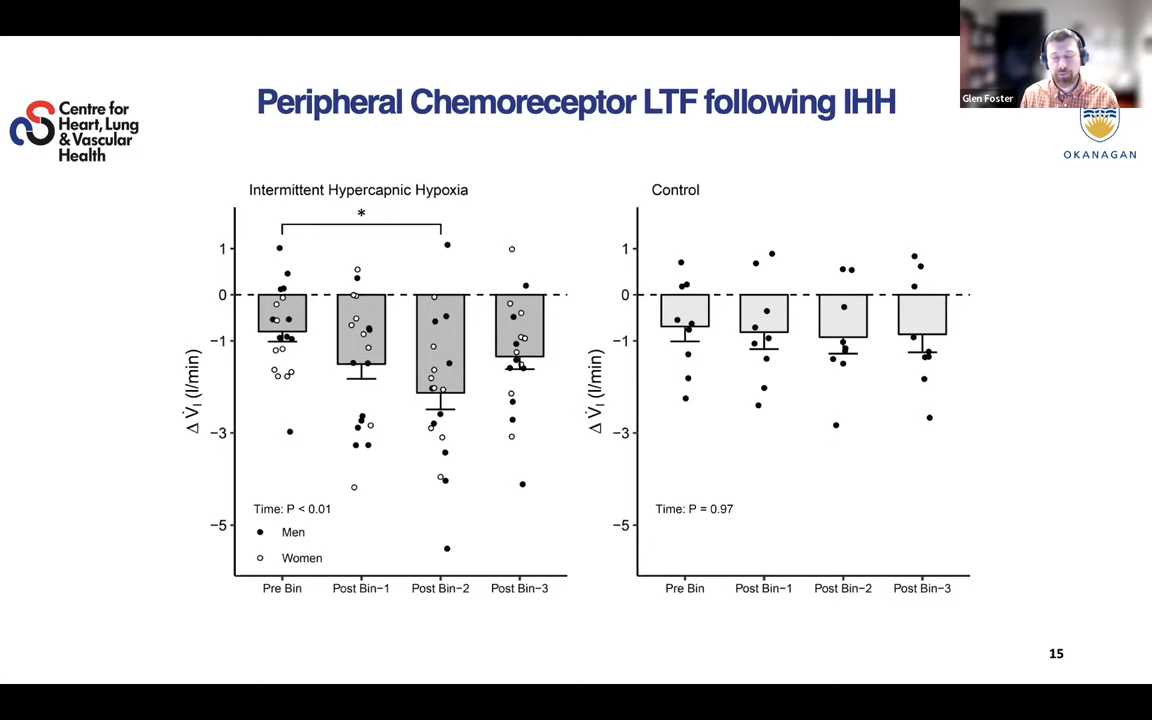 Glen Foster
Peripheral Chemoreceptor LTF following IHH
Centre for
Heart, Lung
& Vascular
Health
OKANAGAN
Intermittent Hypercapnic Hypoxia
Control
*
1
0
−1
−3
−5
Δ V̇I (l/min)
Time: P < 0.01
Men
Women
Pre Bin
Post Bin−1
Post Bin−2
Post Bin−3
1
0
−1
−3
−5
Δ V̇I (l/min)
Time: P = 0.97
Pre Bin
Post Bin−1
Post Bin−2
Post Bin−3
15